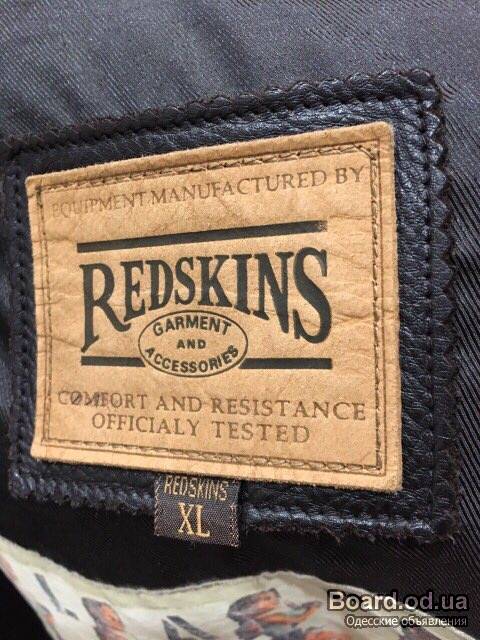 EQUIPMENT MANUFACTURED BY
REDSKINS
GARMENT
AND
ACCESSORIES
COMFORT AND RESISTANCE
OFFICIALY TESTED
REDSKINS
XL
Board.od.ua
Одесские объявления